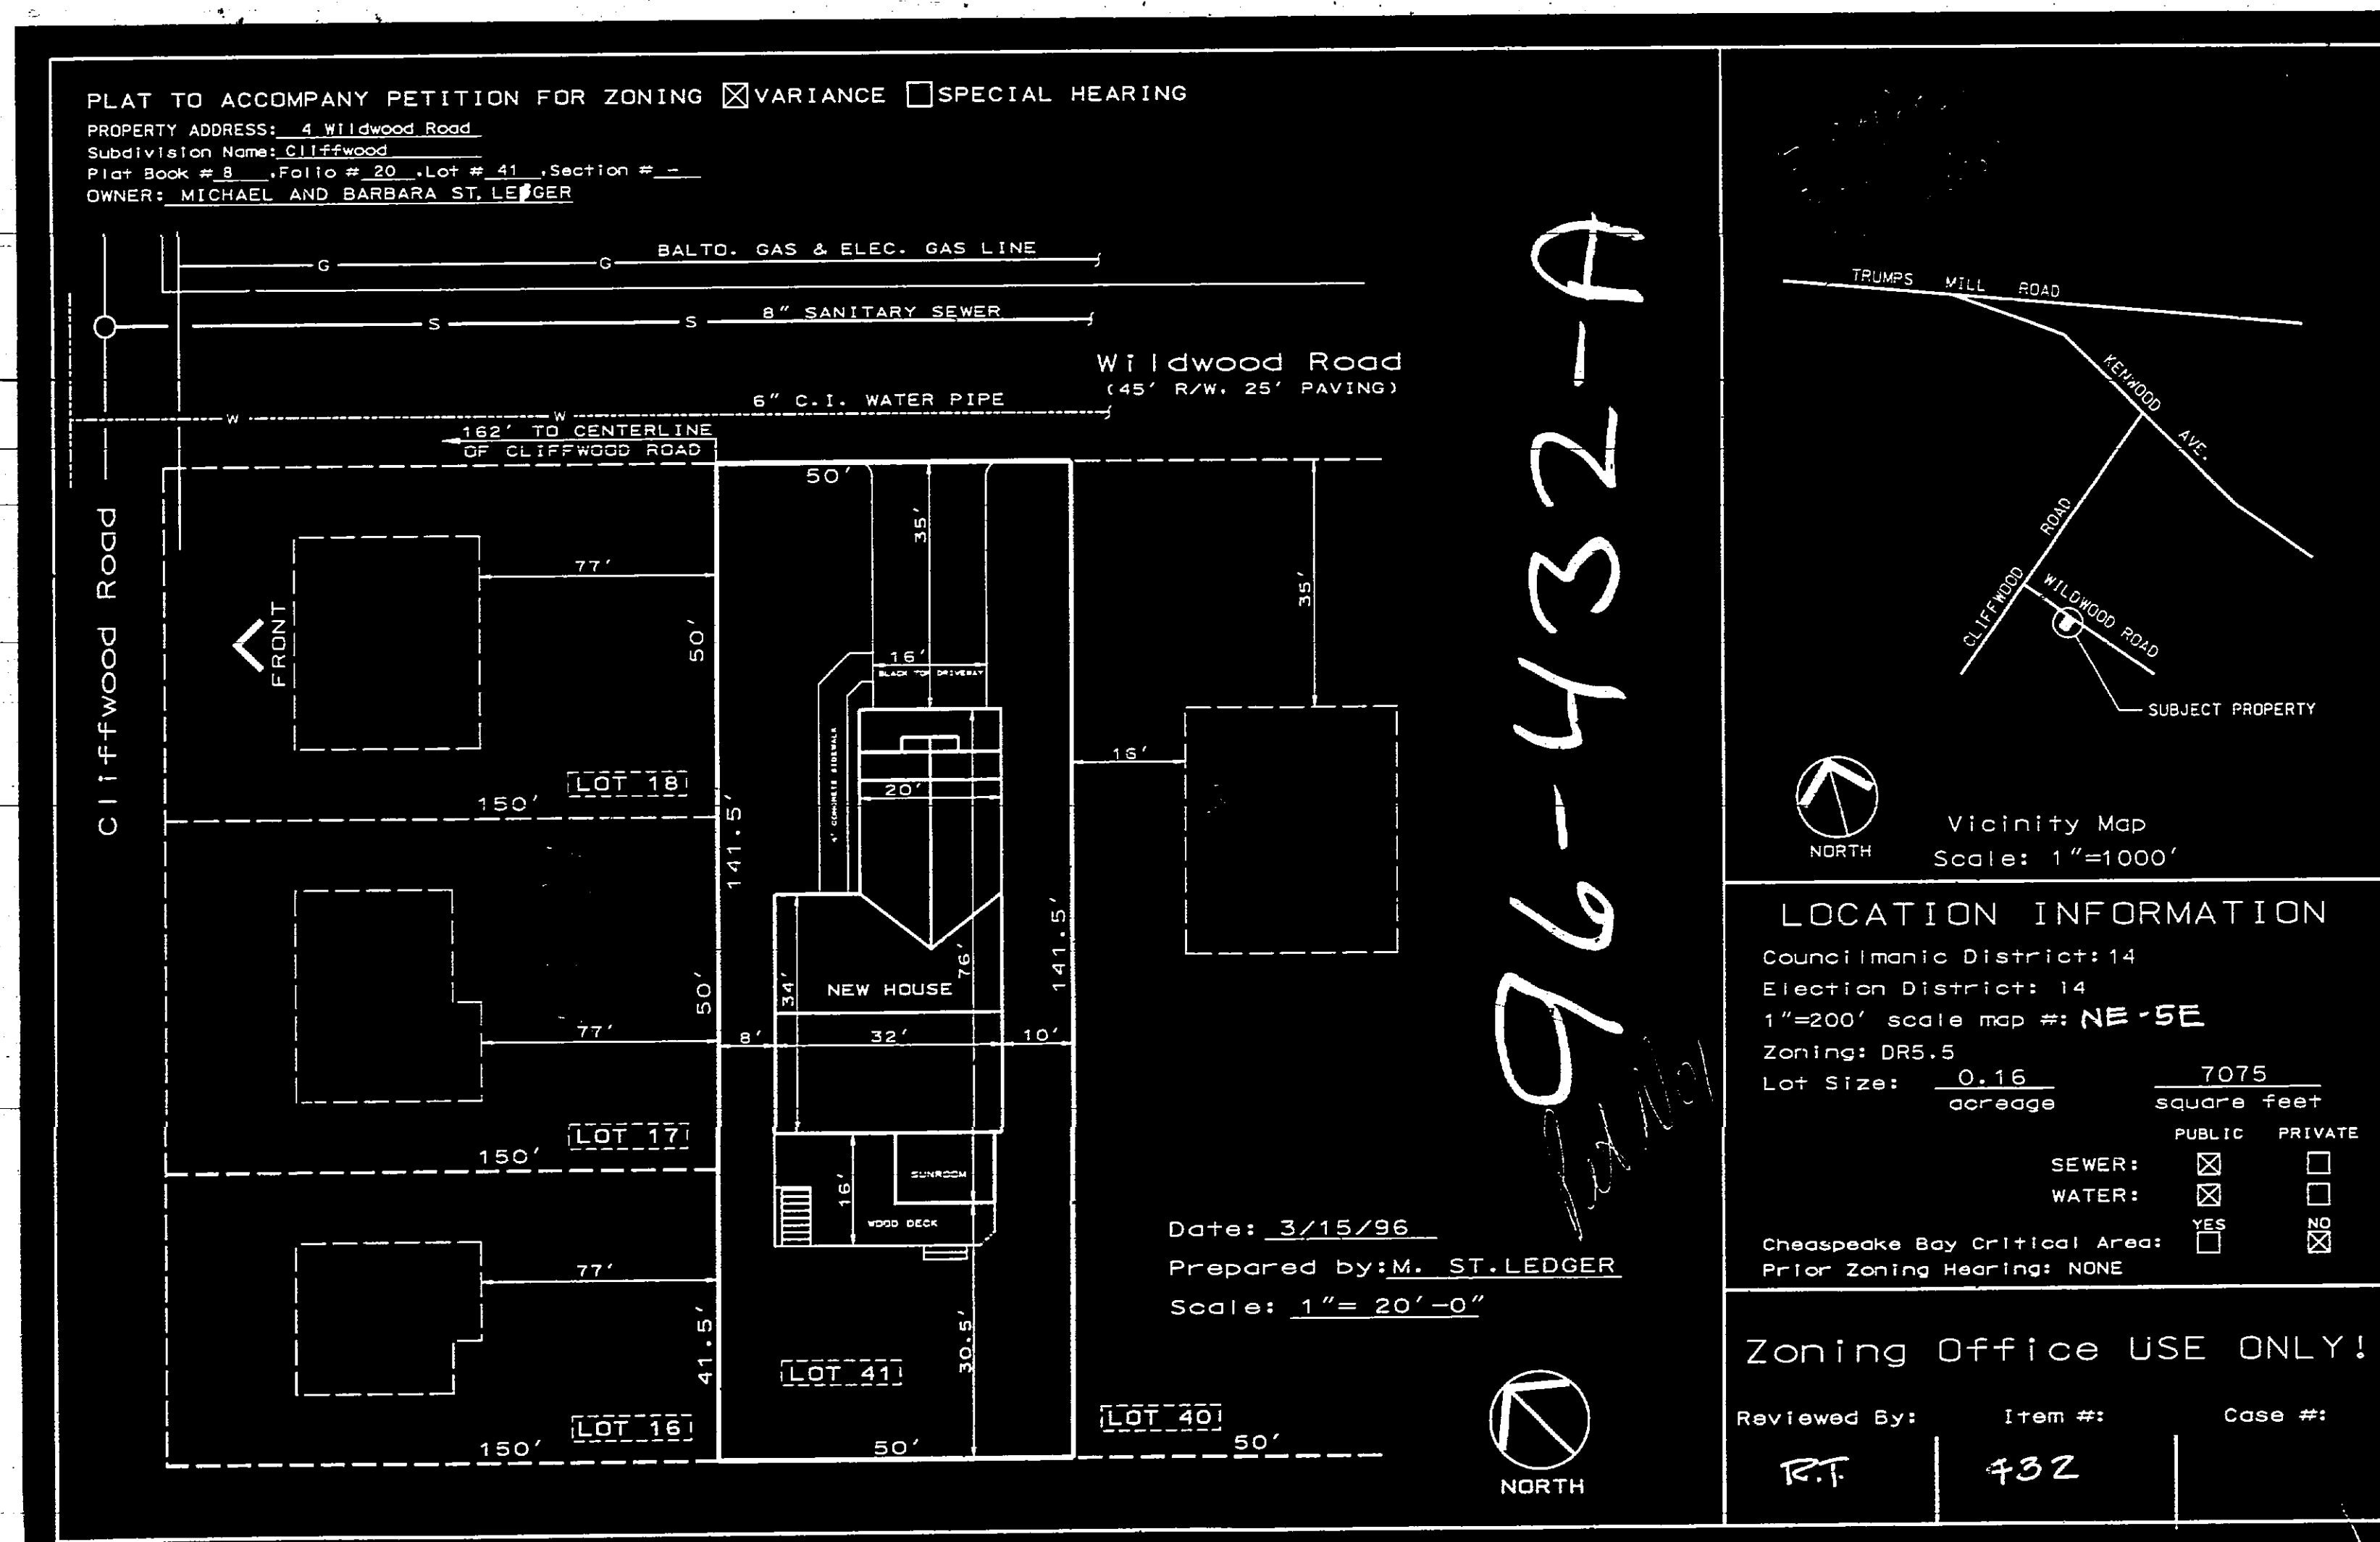 PLAT TO ACCOMPANY PETITION FOR ZONING ☒ VARIANCE ☐ SPECIAL HEARING
PROPERTY ADDRESS: 4 Wildwood Road
Subdivision Name: Cliffwood
Plat Book # 8 , Folio # 20 , Lot # 41 , Section # -
OWNER: MICHAEL AND BARBARA ST. LEDGER
G G BALTO. GAS & ELEC. GAS LINE
S S 8" SANITARY SEWER
Wildwood Road
(45' R/W, 25' PAVING)
W W 6" C.I. WATER PIPE
162' TO CENTERLINE
OF CLIFFWOOD ROAD
Cliffwood Road
FRONT
77'
50'
LOT 18
150'
77'
50'
LOT 17
150'
77'
41.5'
LOT 16
150'
50'
35'
16'
BLACK TOP DRIVEWAY
4' CONCRETE SIDEWALK
20'
141.5'
141.5'
76'
34'
NEW HOUSE
8' 32' 10'
16'
SUNROOM
WOOD DECK
30.5'
LOT 41
50'
35'
16'
LOT 40
50'
96-432-A
Date: 3/15/96
Prepared by: M. ST.LEDGER
Scale: 1"= 20'-0"
NORTH
TRUMPS MILL ROAD
KENWOOD AVE.
CLIFFWOOD ROAD
WILDWOOD ROAD
SUBJECT PROPERTY
NORTH
Vicinity Map
Scale: 1"=1000'
LOCATION INFORMATION
Councilmanic District: 14
Election District: 14
1"=200' scale map #: NE-5E
Zoning: DR5.5
Lot Size: 0.16 7075
acreage square feet
PUBLIC PRIVATE
SEWER: ☒ ☐
WATER: ☒ ☐
YES NO
Cheaspeake Bay Critical Area: ☐ ☒
Prior Zoning Hearing: NONE
Zoning Office USE ONLY!
Reviewed By: Item #: Case #:
R.T. 432